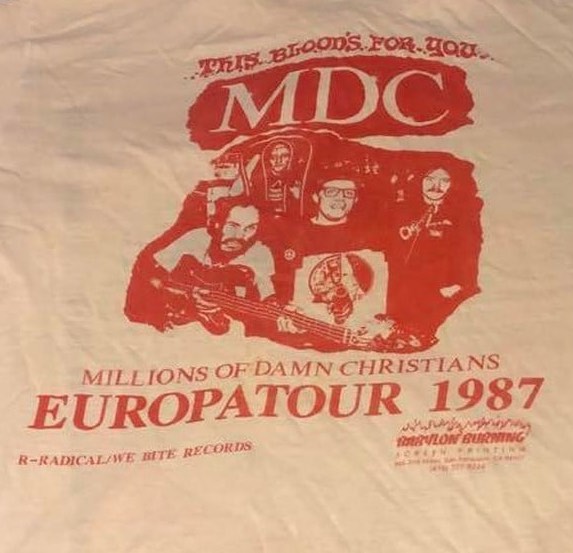 THIS BLOOD'S FOR YOU
MDC
MILLIONS OF DAMN CHRISTIANS
EUROPATOUR 1987
R-RADICAL/WE BITE RECORDS
BABYLON BURNING
SCREEN PRINTING